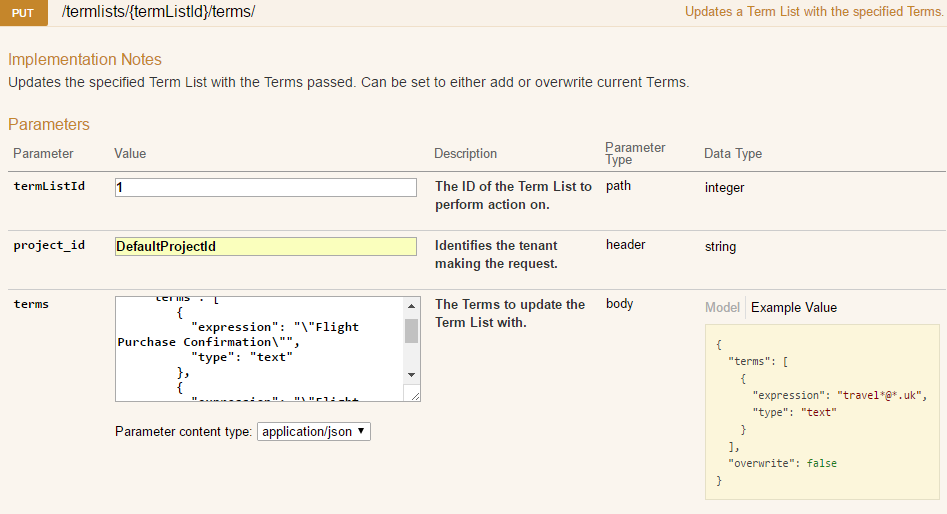 PUT /termlists/{termListId}/terms/ Updates a Term List with the specified Terms.
Implementation Notes
Updates the specified Term List with the Terms passed. Can be set to either add or overwrite current Terms.
Parameters
Parameter Value Description Parameter Type Data Type
termListId 1 The ID of the Term List to perform action on. path integer
project_id DefaultProjectId Identifies the tenant making the request. header string
terms
terms": [
{
"expression": "\"Flight
Purchase Confirmation\"",
"type": "text"
},
{
"expression": "\"Flight
The Terms to update the
Term List with.
body
Model Example Value
{
"terms": [
{
"expression": "travel*@*.uk",
"type": "text"
}
],
"overwrite": false
}
Parameter content type: application/json